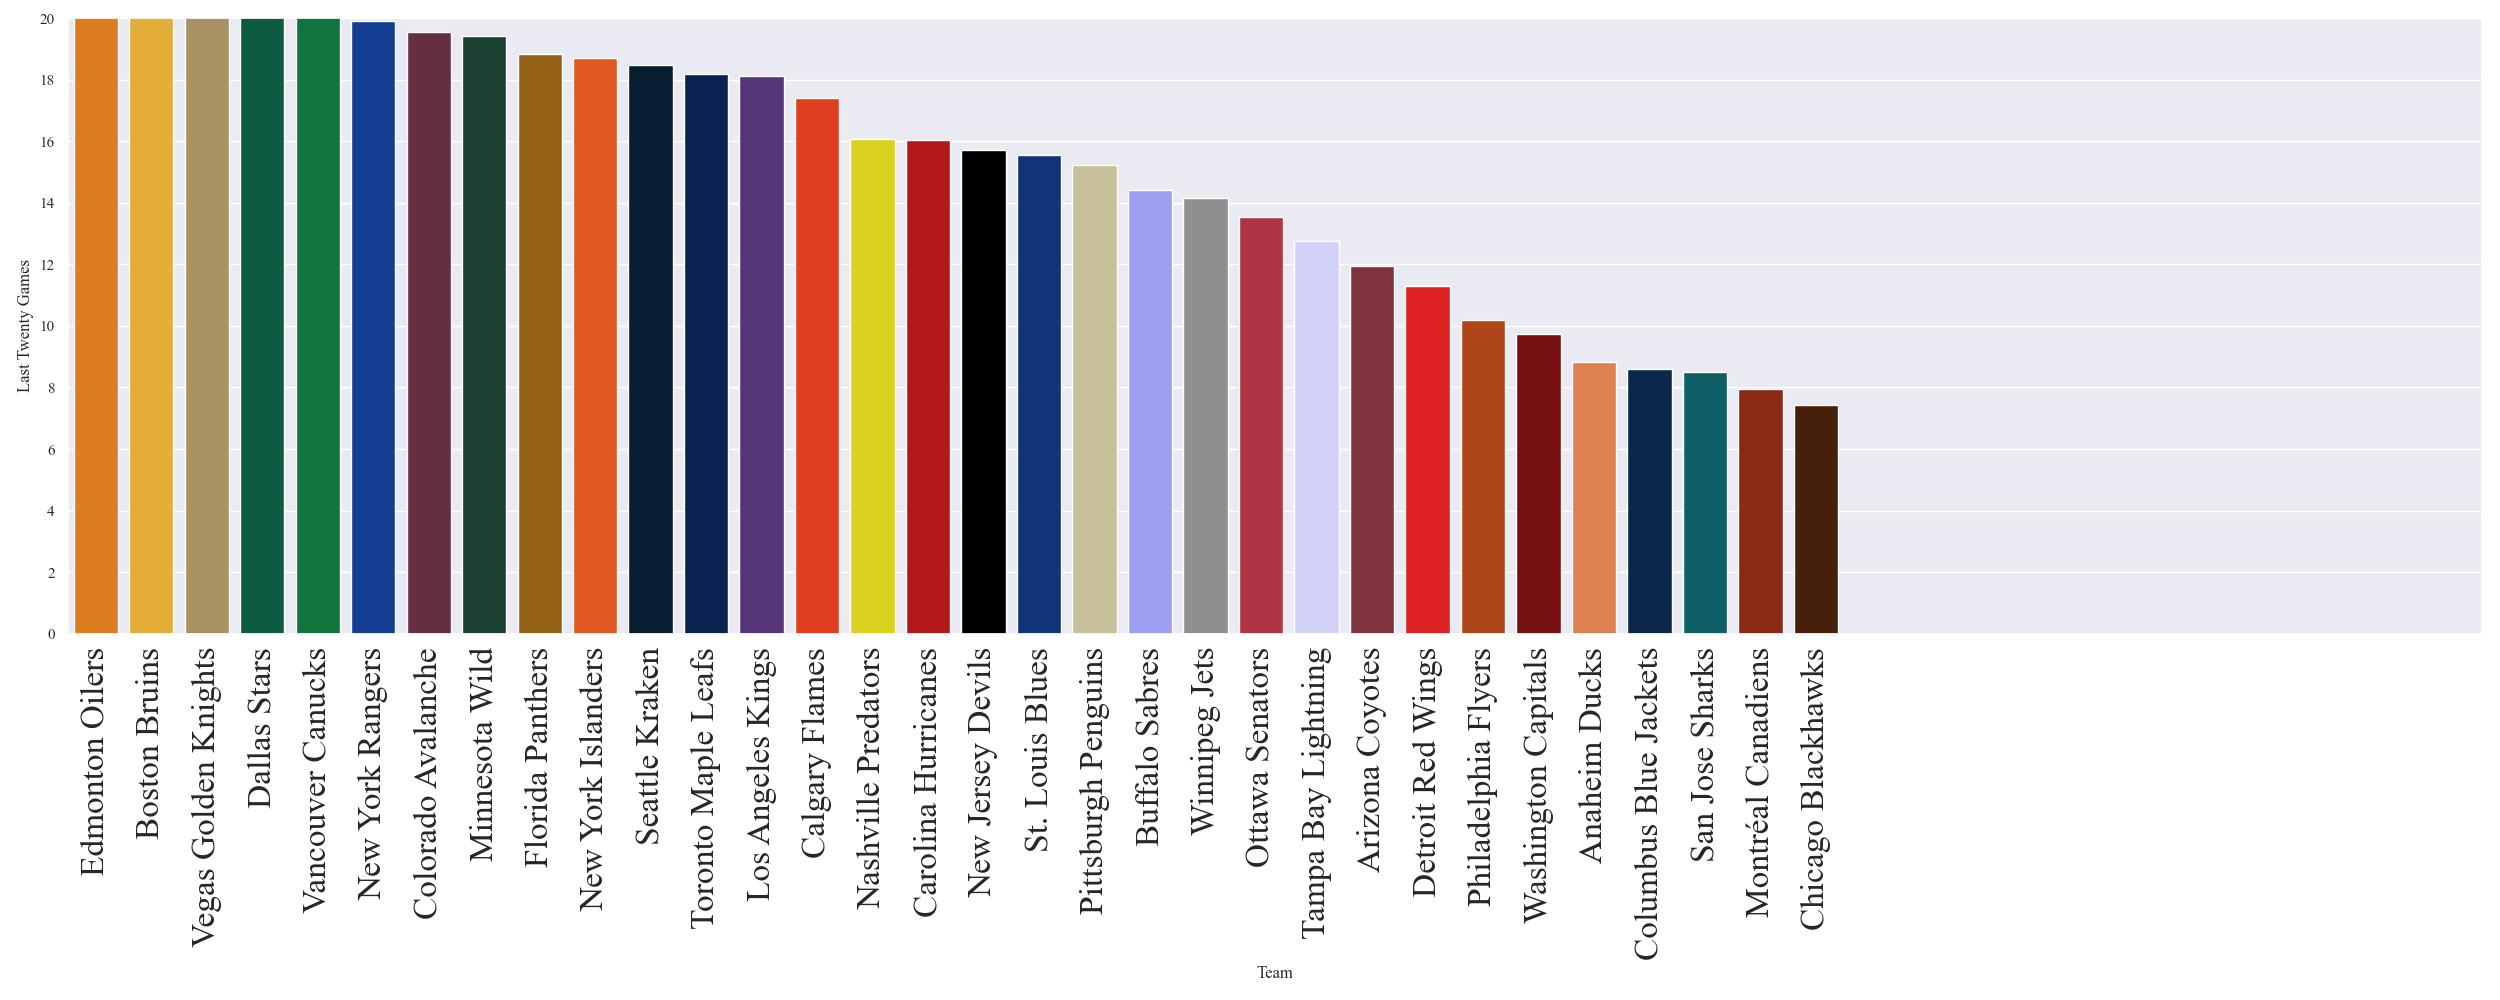 20
18
16
14
12
10
8
6
4
2
0
Last Twenty Games
Edmonton Oilers
Boston Bruins
Vegas Golden Knights
Dallas Stars
Vancouver Canucks
New York Rangers
Colorado Avalanche
Minnesota Wild
Florida Panthers
New York Islanders
Seattle Kraken
Toronto Maple Leafs
Los Angeles Kings
Calgary Flames
Nashville Predators
Carolina Hurricanes
New Jersey Devils
St. Louis Blues
Pittsburgh Penguins
Buffalo Sabres
Winnipeg Jets
Ottawa Senators
Tampa Bay Lightning
Arizona Coyotes
Detroit Red Wings
Philadelphia Flyers
Washington Capitals
Anaheim Ducks
Columbus Blue Jackets
San Jose Sharks
Montréal Canadiens
Chicago Blackhawks
Team